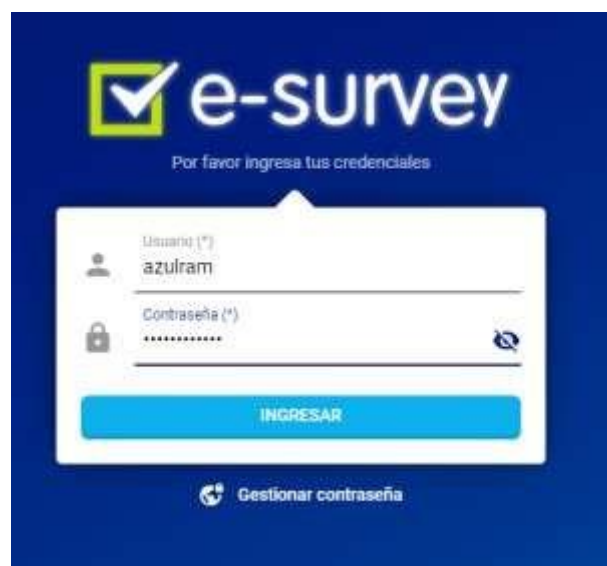 e-survey
Por favor ingresa tus credenciales
Usuario (*)
azulram
Contraseña (*)
••••••••••••
INGRESAR
Gestionar contraseña